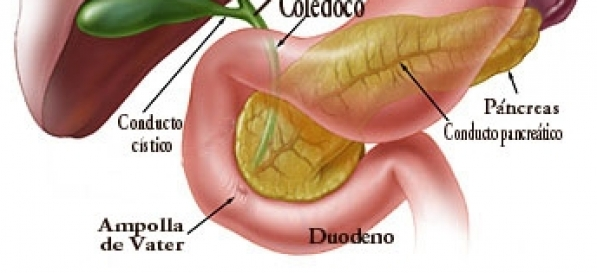 Colédoco
Páncreas
Conducto
cístico
Conducto pancreático
Ampolla
de Vater
Duodeno